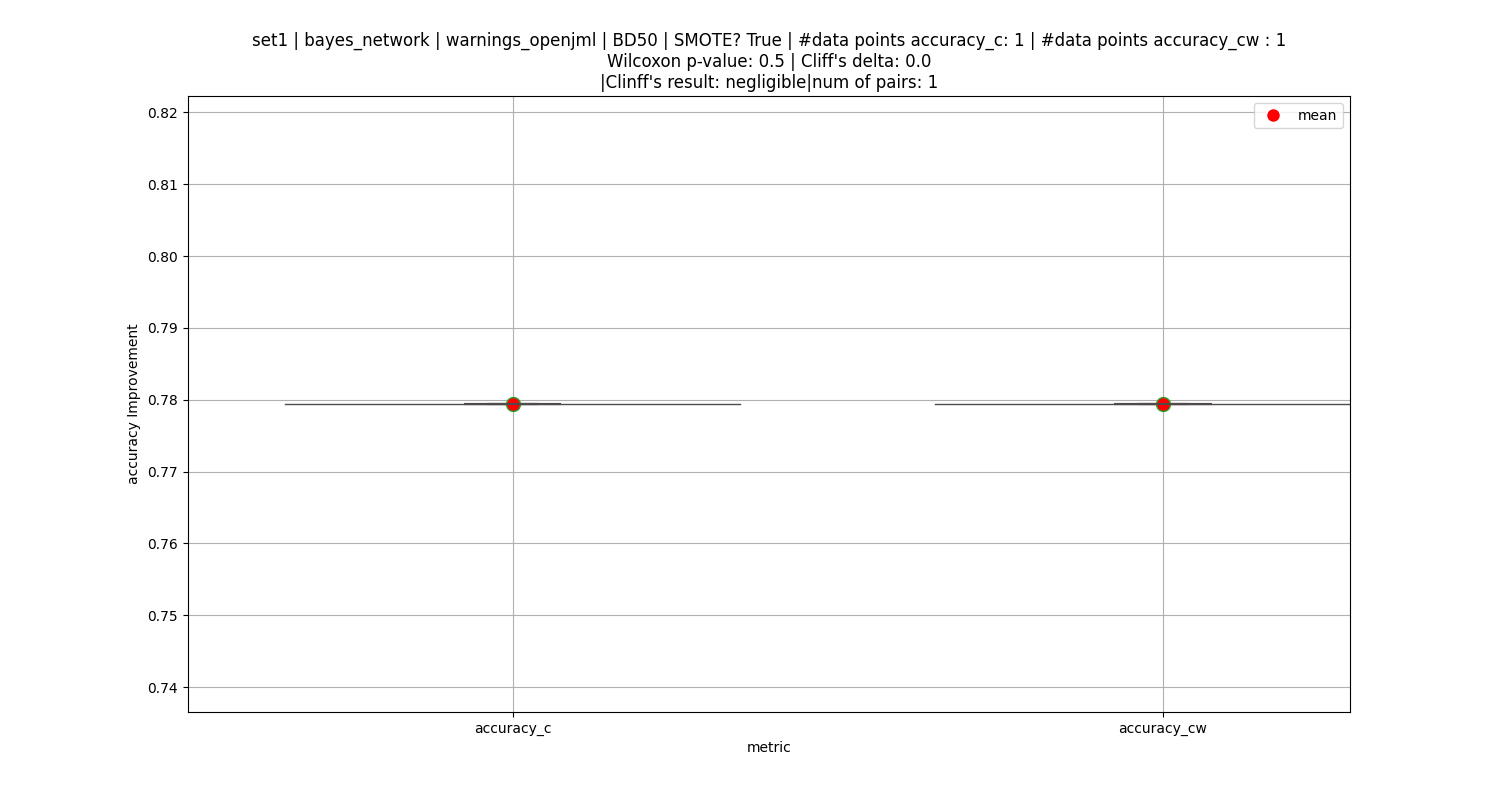 set1 | bayes_network | warnings_openjml | BD50 | SMOTE? True | #data points accuracy_c: 1 | #data points accuracy_cw : 1
Wilcoxon p-value: 0.5 | Cliff's delta: 0.0
|Clinff's result: negligible|num of pairs: 1
mean
0.82
0.81
0.80
0.79
0.78
0.77
0.76
0.75
0.74
accuracy Improvement
accuracy_c
accuracy_cw
metric